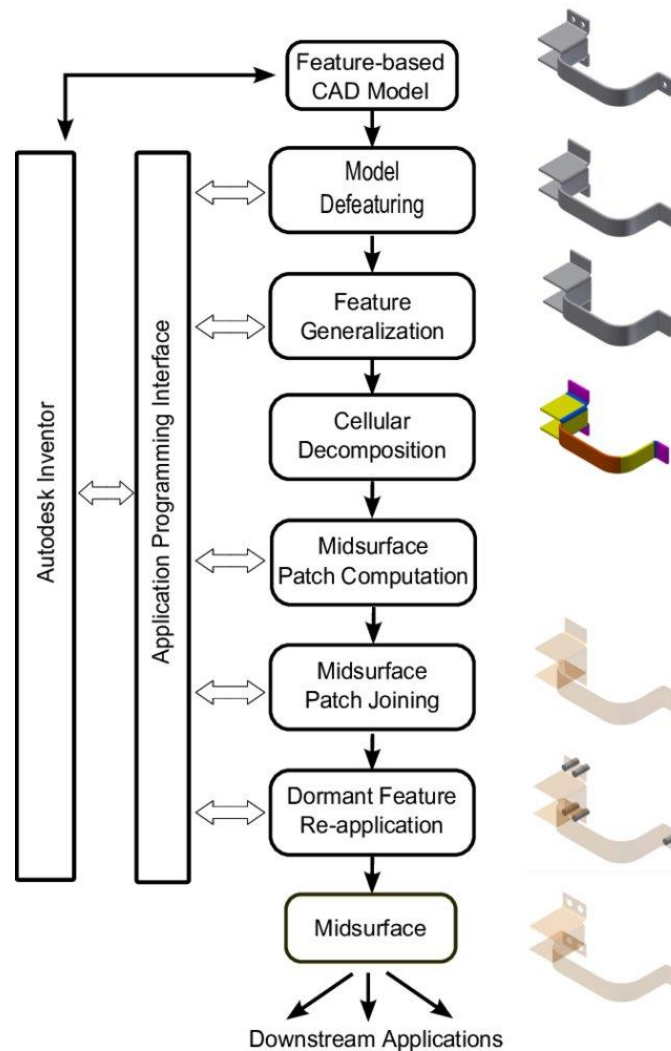 Feature-based
CAD Model
Model
Defeaturing
Feature
Generalization
Cellular
Decomposition
Midsurface
Patch Computation
Midsurface
Patch Joining
Dormant Feature
Re-application
Midsurface
Downstream Applications
Autodesk Inventor
Application Programming Interface